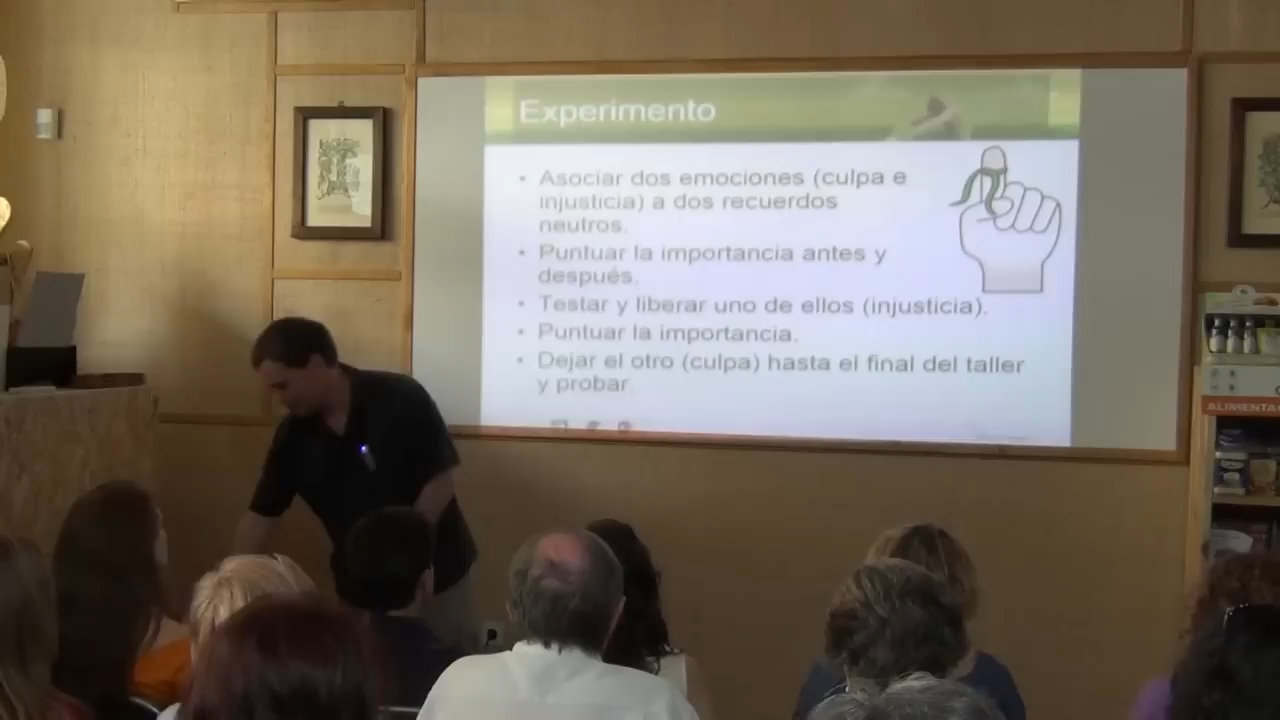 Experimento
• Asociar dos emociones (culpa e
injusticia) a dos recuerdos
neutros.
• Puntuar la importancia antes y
después.
• Testar y liberar uno de ellos (injusticia).
• Puntuar la importancia.
• Dejar el otro (culpa) hasta el final del taller
y probar.
ALIMENTA